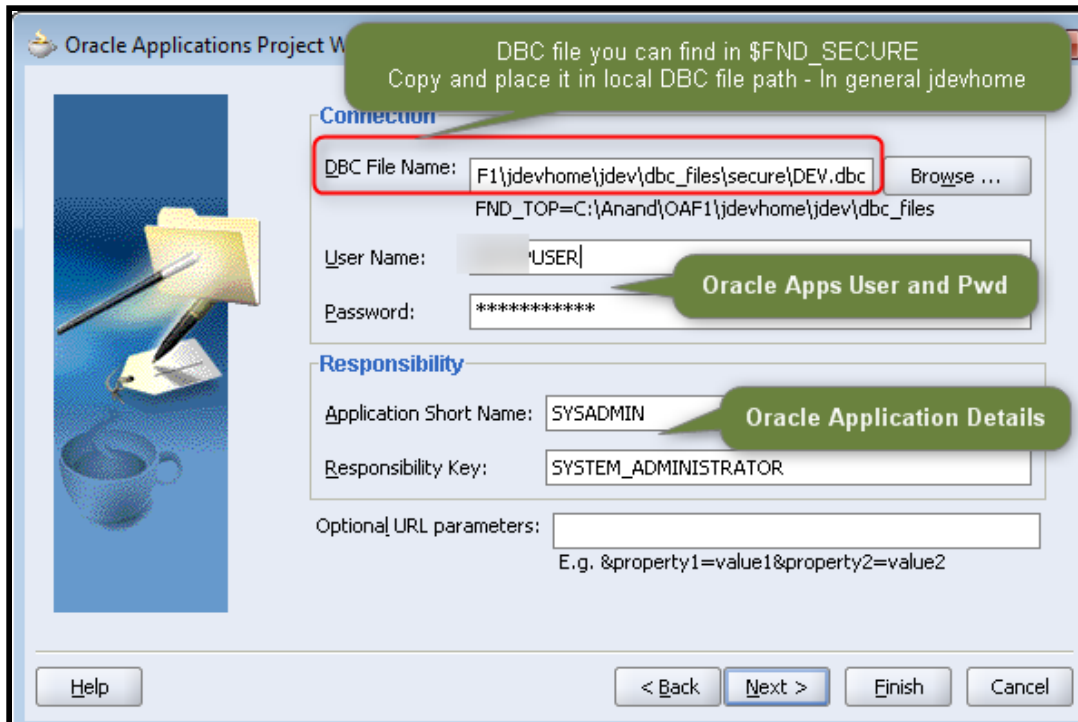 Oracle Applications Project W
DBC file you can find in $FND_SECURE
Copy and place it in local DBC file path - In general jdevhome
Connection
DBC File Name:
F1\jdevhome\jdev\dbc_files\secure\DEV.dbc
Browse ...
FND_TOP=C:\Anand\OAF1\jdevhome\jdev\dbc_files
User Name:
USER
Oracle Apps User and Pwd
Password:
***********
Responsibility
Application Short Name:
SYSADMIN
Oracle Application Details
Responsibility Key:
SYSTEM_ADMINISTRATOR
Optional URL parameters:
E.g. &property1=value1&property2=value2
Help
< Back
Next >
Finish
Cancel